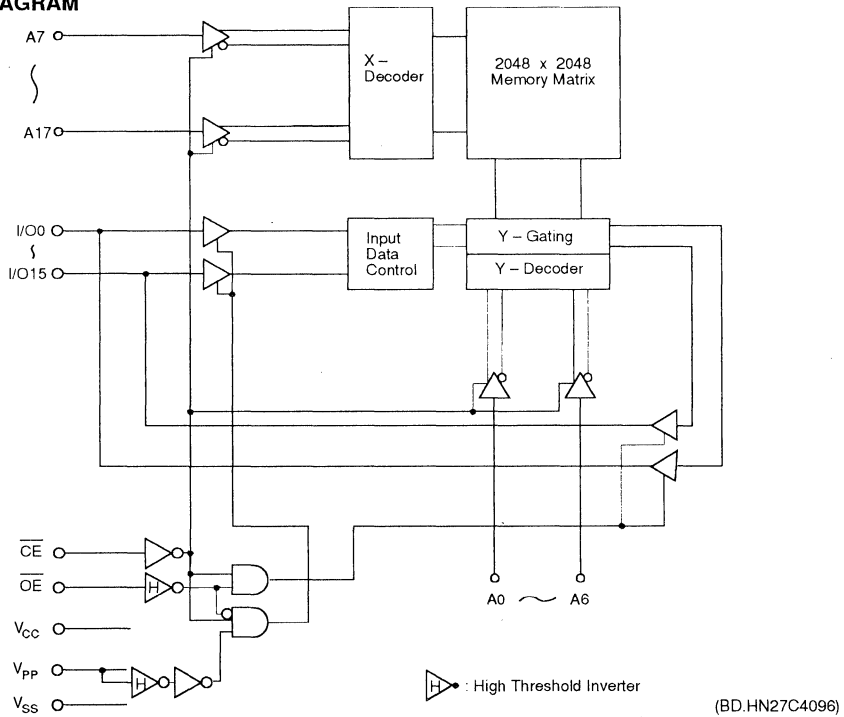 AGRAM
A7
X –
Decoder
2048 x 2048
Memory Matrix
A17
I/O0
I/O15
Input
Data
Control
Y – Gating
Y – Decoder
CE
OE
H
A0
A6
VCC
VPP
H
H : High Threshold Inverter
VSS
(BD.HN27C4096)